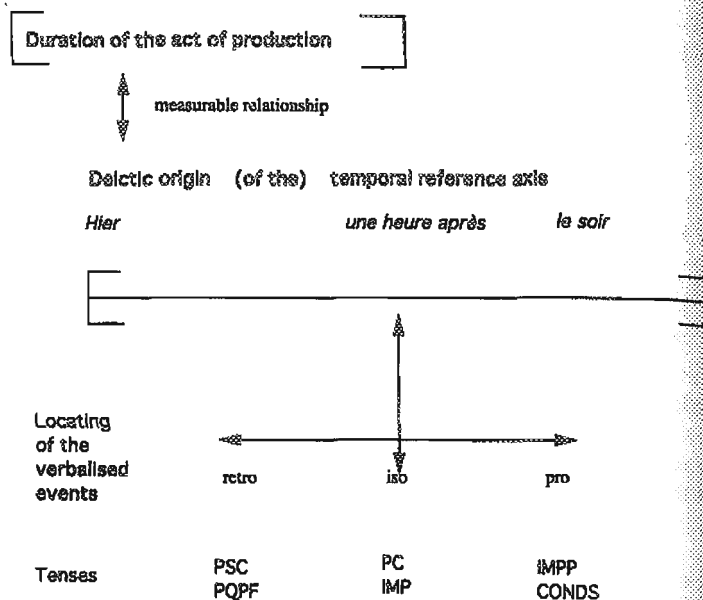 Duration of the act of production
measurable relationship
Deictic origin (of the) temporal reference axis
Hier une heure après le soir
Locating
of the
verbalised
events
retro iso pro
Tenses PSC PC IMPP
PQPF IMP CONDS